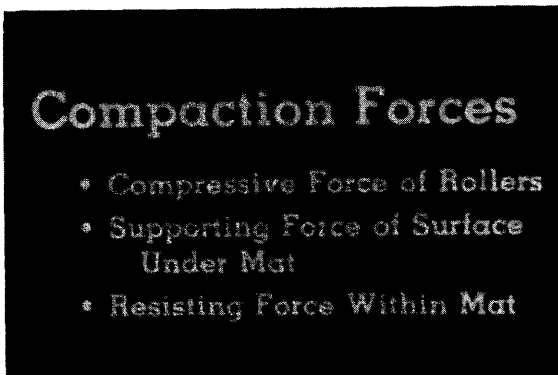 Compaction Forces
• Compressive Force of Rollers
• Supporting Force of Surface
Under Mat
• Resisting Force Within Mat